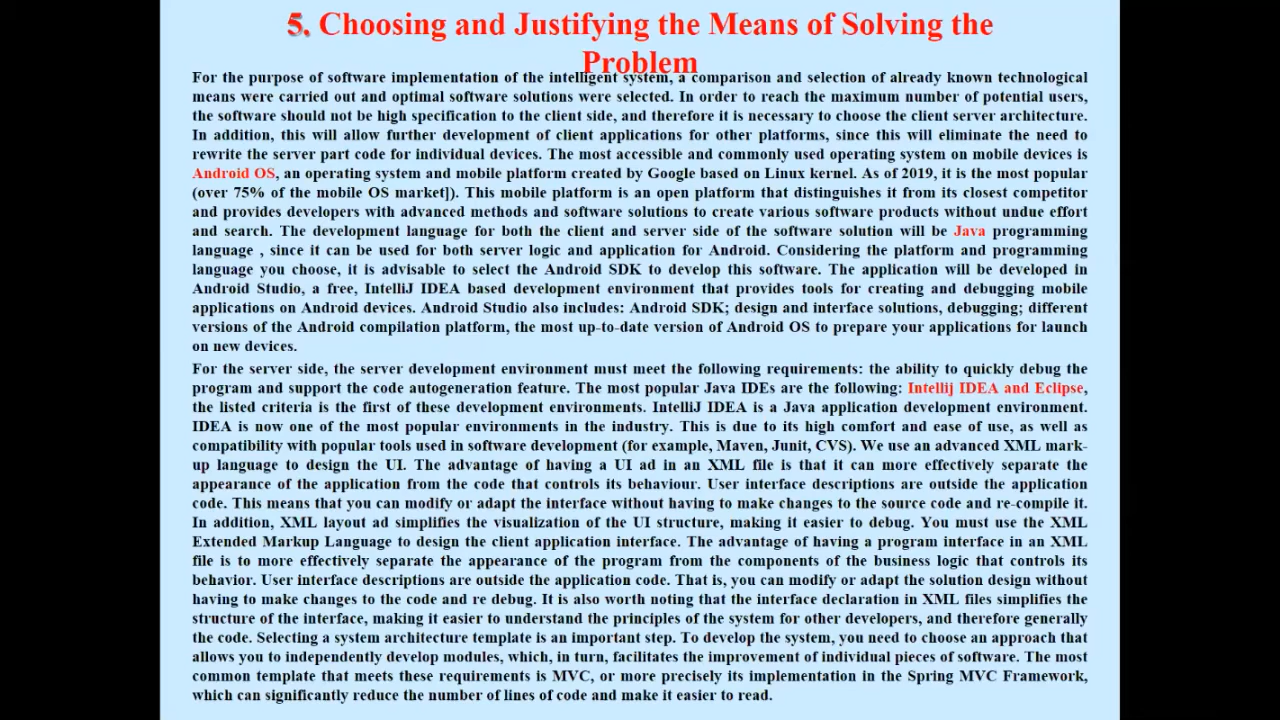 5. Choosing and Justifying the Means of Solving the
Problem
For the purpose of software implementation of the intelligent system, a comparison and selection of already known technological
means were carried out and optimal software solutions were selected. In order to reach the maximum number of potential users,
the software should not be high specification to the client side, and therefore it is necessary to choose the client server architecture.
In addition, this will allow further development of client applications for other platforms, since this will eliminate the need to
rewrite the server part code for individual devices. The most accessible and commonly used operating system on mobile devices is
Android OS, an operating system and mobile platform created by Google based on Linux kernel. As of 2019, it is the most popular
(over 75% of the mobile OS market]). This mobile platform is an open platform that distinguishes it from its closest competitor
and provides developers with advanced methods and software solutions to create various software products without undue effort
and search. The development language for both the client and server side of the software solution will be Java programming
language , since it can be used for both server logic and application for Android. Considering the platform and programming
language you choose, it is advisable to select the Android SDK to develop this software. The application will be developed in
Android Studio, a free, IntelliJ IDEA based development environment that provides tools for creating and debugging mobile
applications on Android devices. Android Studio also includes: Android SDK; design and interface solutions, debugging; different
versions of the Android compilation platform, the most up-to-date version of Android OS to prepare your applications for launch
on new devices.
For the server side, the server development environment must meet the following requirements: the ability to quickly debug the
program and support the code autogeneration feature. The most popular Java IDEs are the following: Intellij IDEA and Eclipse,
the listed criteria is the first of these development environments. IntelliJ IDEA is a Java application development environment.
IDEA is now one of the most popular environments in the industry. This is due to its high comfort and ease of use, as well as
compatibility with popular tools used in software development (for example, Maven, Junit, CVS). We use an advanced XML mark-
up language to design the UI. The advantage of having a UI ad in an XML file is that it can more effectively separate the
appearance of the application from the code that controls its behaviour. User interface descriptions are outside the application
code. This means that you can modify or adapt the interface without having to make changes to the source code and re-compile it.
In addition, XML layout ad simplifies the visualization of the UI structure, making it easier to debug. You must use the XML
Extended Markup Language to design the client application interface. The advantage of having a program interface in an XML
file is to more effectively separate the appearance of the program from the components of the business logic that controls its
behavior. User interface descriptions are outside the application code. That is, you can modify or adapt the solution design without
having to make changes to the code and re debug. It is also worth noting that the interface declaration in XML files simplifies the
structure of the interface, making it easier to understand the principles of the system for other developers, and therefore generally
the code. Selecting a system architecture template is an important step. To develop the system, you need to choose an approach that
allows you to independently develop modules, which, in turn, facilitates the improvement of individual pieces of software. The most
common template that meets these requirements is MVC, or more precisely its implementation in the Spring MVC Framework,
which can significantly reduce the number of lines of code and make it easier to read.